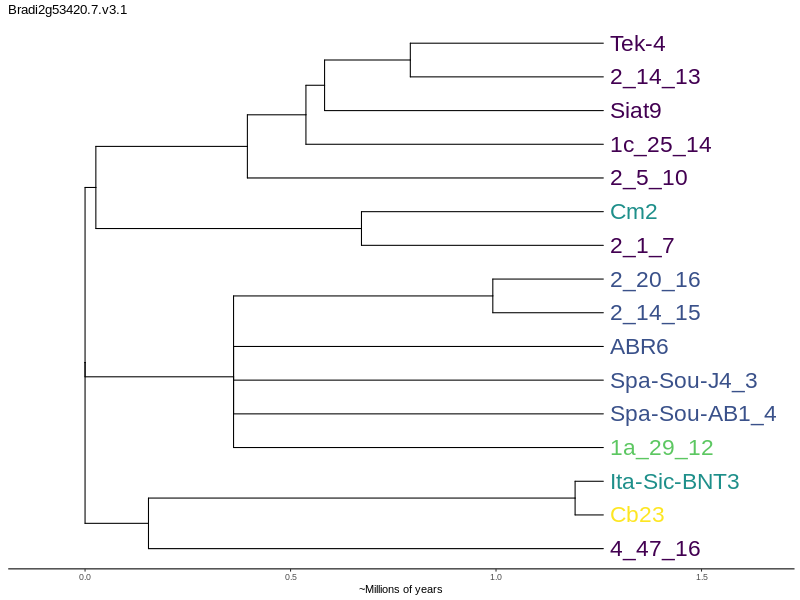 Bradi2g53420.7.v3.1
Tek-4
2_14_13
Siat9
1c_25_14
2_5_10
Cm2
2_1_7
2_20_16
2_14_15
ABR6
Spa-Sou-J4_3
Spa-Sou-AB1_4
1a_29_12
Ita-Sic-BNT3
Cb23
4_47_16
0.0 0.5 1.0 1.5
~Millions of years